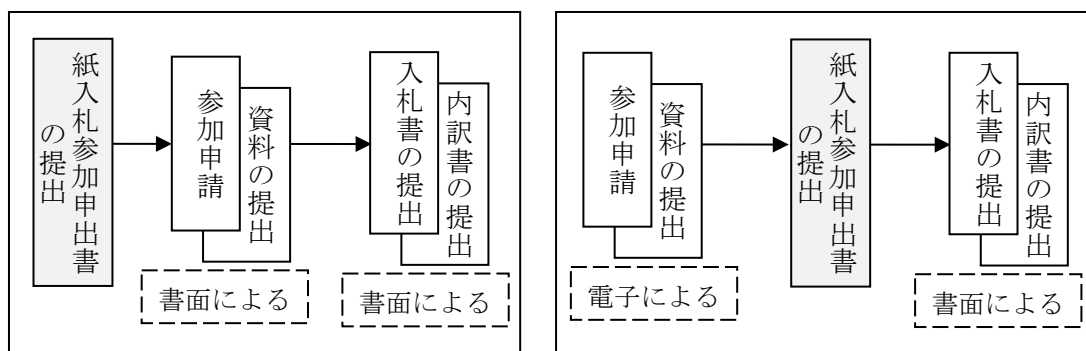 紙入札参加申出書
の提出
参加申請
資料の提出
入札書の提出
内訳書の提出
書面による
書面による
参加申請
資料の提出
紙入札参加申出書
の提出
入札書の提出
内訳書の提出
電子による
書面による